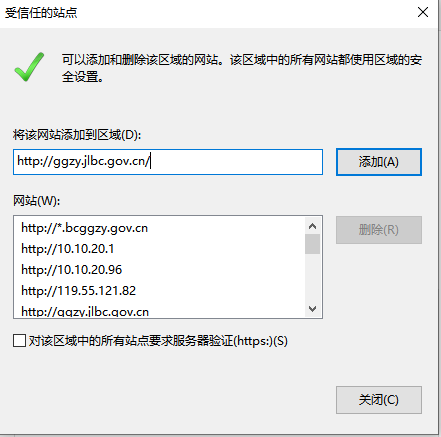 受信任的站点
可以添加和删除该区域的网站。该区域中的所有网站都使用区域的安
全设置。
将该网站添加到区域(D):
http://ggzy.jlbc.gov.cn/
添加(A)
网站(W):
http://*.bcggzy.gov.cn
http://10.10.20.1
http://10.10.20.96
http://119.55.121.82
http://ggzy.jlbc.gov.cn
删除(R)
对该区域中的所有站点要求服务器验证(https:)(S)
关闭(C)